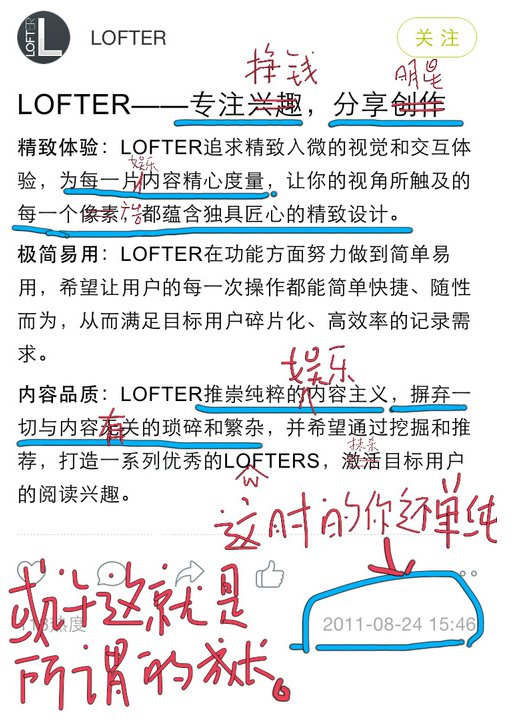 LOFTER
LOFTER
关注
挣钱
明星
LOFTER——专注兴趣，分享创作
精致体验：LOFTER追求精致入微的视觉和交互体
娱乐
验，为每一片内容精心度量，让你的视角所触及的
每一个像素，都蕴含独具匠心的精致设计。
极简易用：LOFTER在功能方面努力做到简单易
用，希望让用户的每一次操作都能简单快捷、随性
而为，从而满足目标用户碎片化、高效率的记录需
求。
娱乐
内容品质：LOFTER推崇纯粹的内容主义，摒弃一
切与内容有关的琐碎和繁杂，并希望通过挖掘和推
抹杀
荐，打造一系列优秀的LOFTERS，激活目标用户
W
的阅读兴趣。
这时的你还单纯
或许这就是
热度
2011-08-24 15:46
所谓的成长。